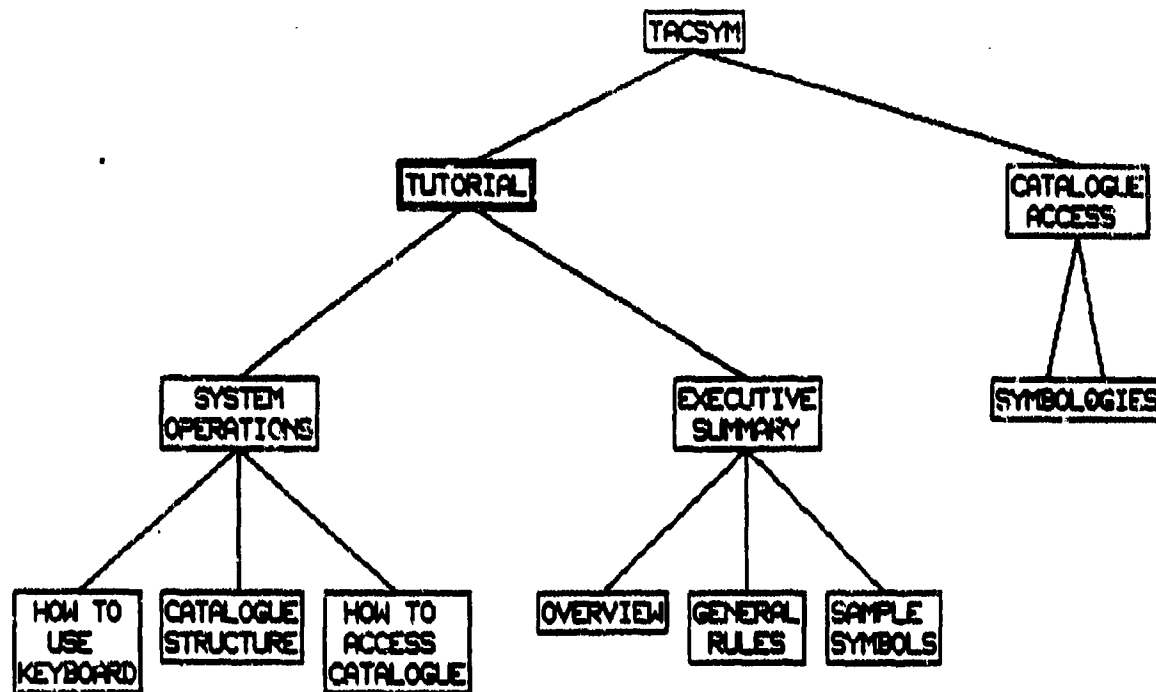 TACSYM
TUTORIAL
CATALOGUE
ACCESS
SYSTEM
OPERATIONS
EXECUTIVE
SUMMARY
SYMBOLOGIES
HOW TO
USE
KEYBOARD
CATALOGUE
STRUCTURE
HOW TO
ACCESS
CATALOGUE
OVERVIEW
GENERAL
RULES
SAMPLE
SYMBOLS